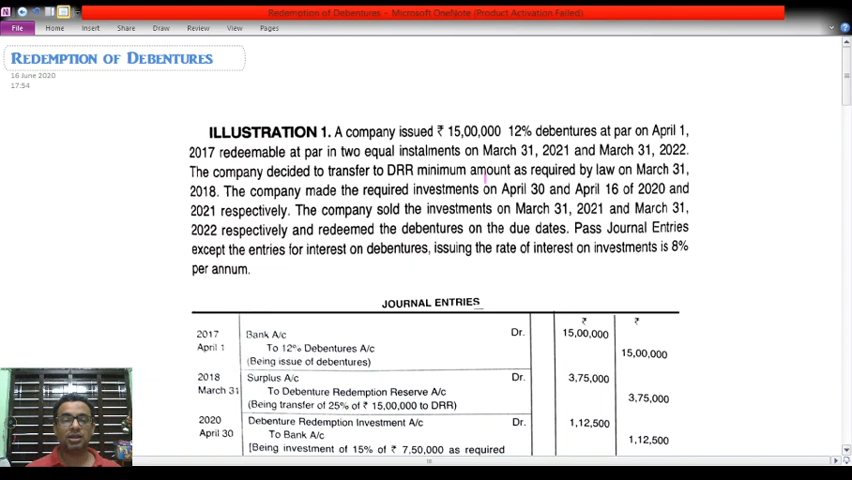 Redemption of Debentures - Microsoft OneNote (Product Activation Failed)
File Home Insert Share Draw Review View Pages
REDEMPTION OF DEBENTURES
16 June 2020
17:54
ILLUSTRATION 1. A company issued ₹ 15,00,000 12% debentures at par on April 1,
2017 redeemable at par in two equal instalments on March 31, 2021 and March 31, 2022.
The company decided to transfer to DRR minimum amount as required by law on March 31,
2018. The company made the required investments on April 30 and April 16 of 2020 and
2021 respectively. The company sold the investments on March 31, 2021 and March 31,
2022 respectively and redeemed the debentures on the due dates. Pass Journal Entries
except the entries for interest on debentures, issuing the rate of interest on investments is 8%
per annum.
JOURNAL ENTRIES
₹ ₹
2017 Bank A/c Dr. 15,00,000
April 1 To 12% Debentures A/c 15,00,000
(Being issue of debentures)
2018 Surplus A/c Dr. 3,75,000
March 31 To Debenture Redemption Reserve A/c 3,75,000
(Being transfer of 25% of ₹ 15,00,000 to DRR)
2020 Debenture Redemption Investment A/c Dr. 1,12,500
April 30 To Bank A/c 1,12,500
[Being investment of 15% of ₹ 7,50,000 as required